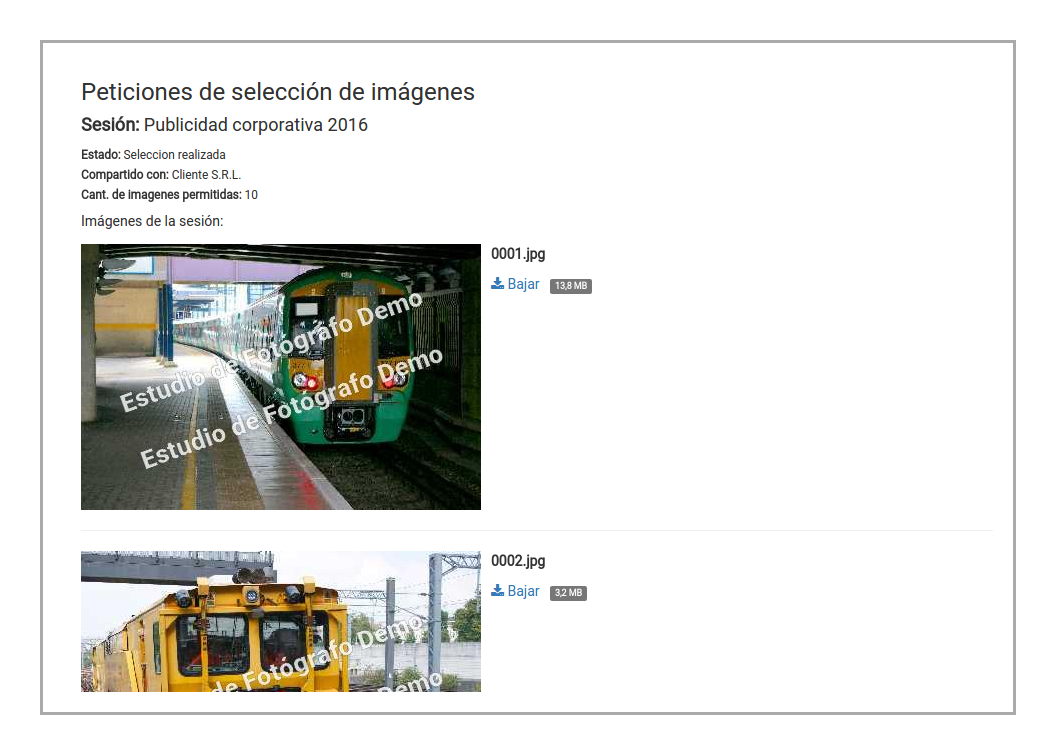 Peticiones de selección de imágenes
Sesión: Publicidad corporativa 2016
Estado: Seleccion realizada
Compartido con: Cliente S.R.L.
Cant. de imagenes permitidas: 10
Imágenes de la sesión:
0001.jpg
Bajar 13,8 MB
Estudio de Fotógrafo Demo
Estudio de Fotógrafo Demo
0002.jpg
Bajar 3,2 MB
de Fotógrafo Demo
Demo